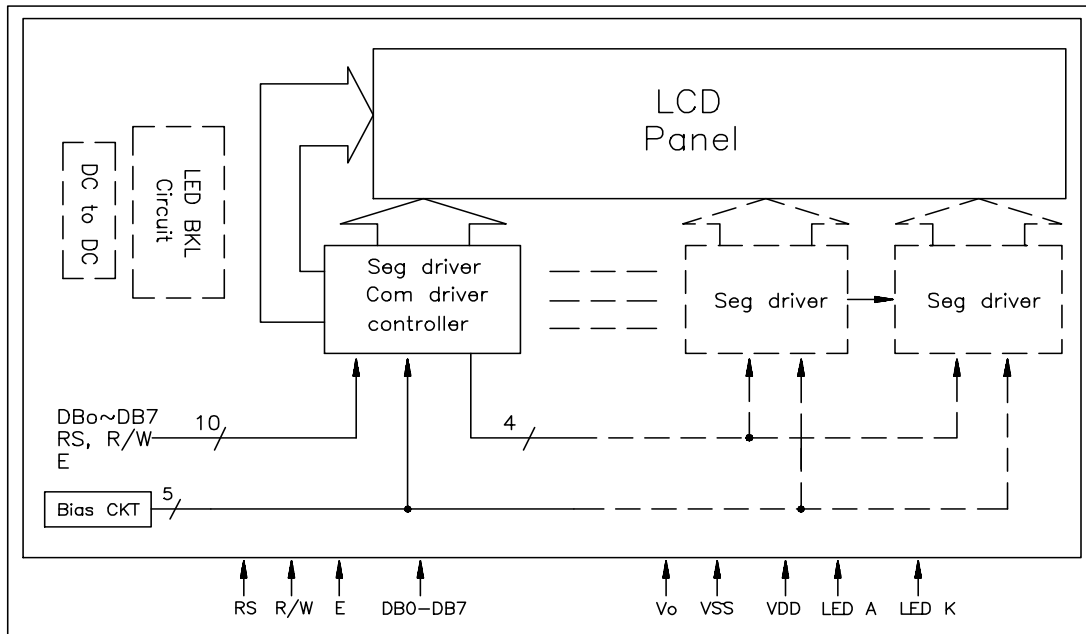 LCD
Panel
DC to DC
LED BKL
Circuit
Seg driver
Com driver
controller
Seg driver
Seg driver
DBo~DB7
RS, R/W
E
10
4
Bias CKT
5
RS
R/W
E
DB0-DB7
Vo
VSS
VDD
LED A
LED K